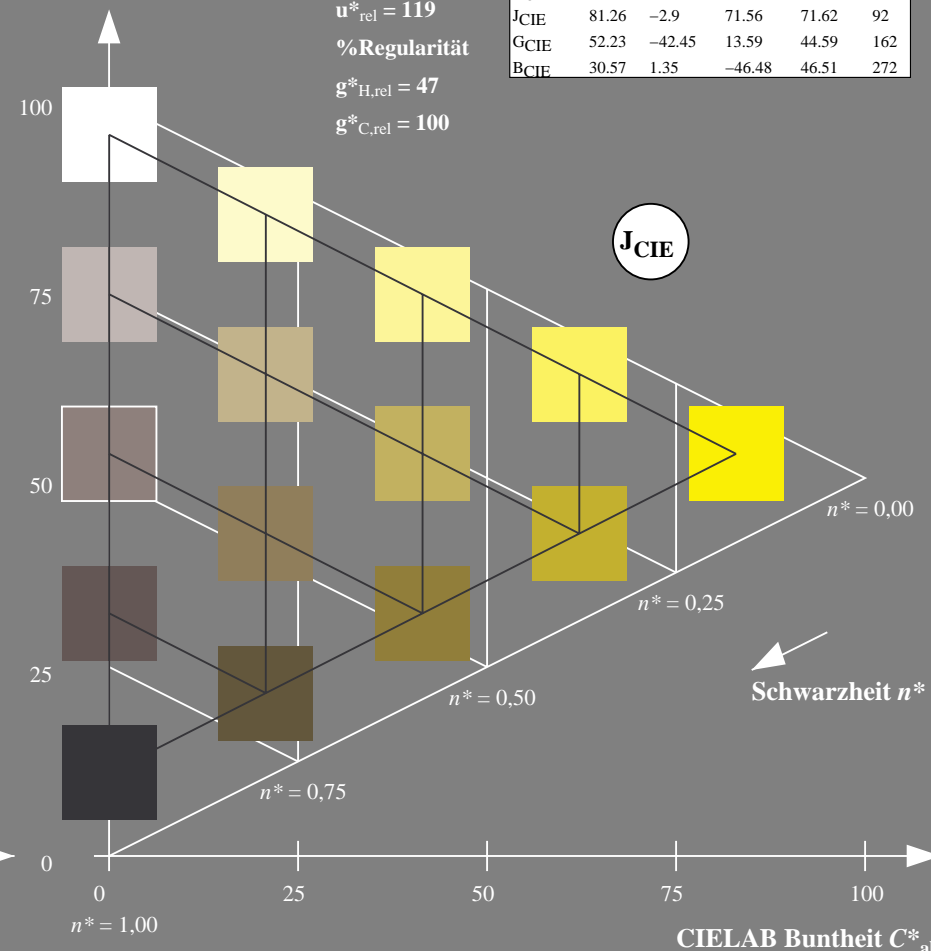 u*rel = 119
%Regularität
g*H,rel = 47
g*C,rel = 100
JCIE 81.26 −2.9 71.56 71.62 92
GCIE 52.23 −42.45 13.59 44.59 162
BCIE 30.57 1.35 −46.48 46.51 272
100
JCIE
75
50
n* = 0,00
n* = 0,25
25
Schwarzheit n*
n* = 0,50
n* = 0,75
0
0 25 50 75 100
n* = 1,00
CIELAB Buntheit C*a